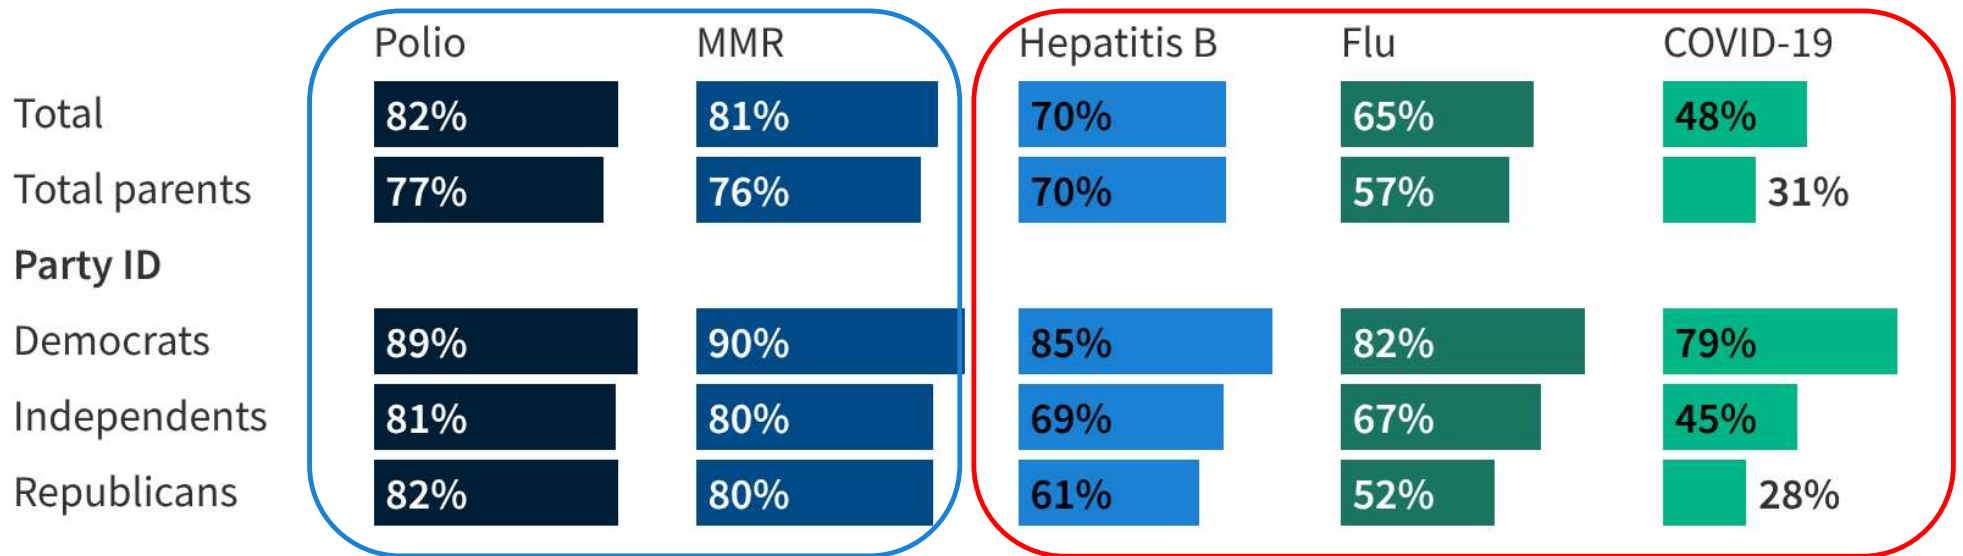 Polio MMR Hepatitis B Flu COVID-19
Total 82% 81% 70% 65% 48%
Total parents 77% 76% 70% 57% 31%
Party ID
Democrats 89% 90% 85% 82% 79%
Independents 81% 80% 69% 67% 45%
Republicans 82% 80% 61% 52% 28%